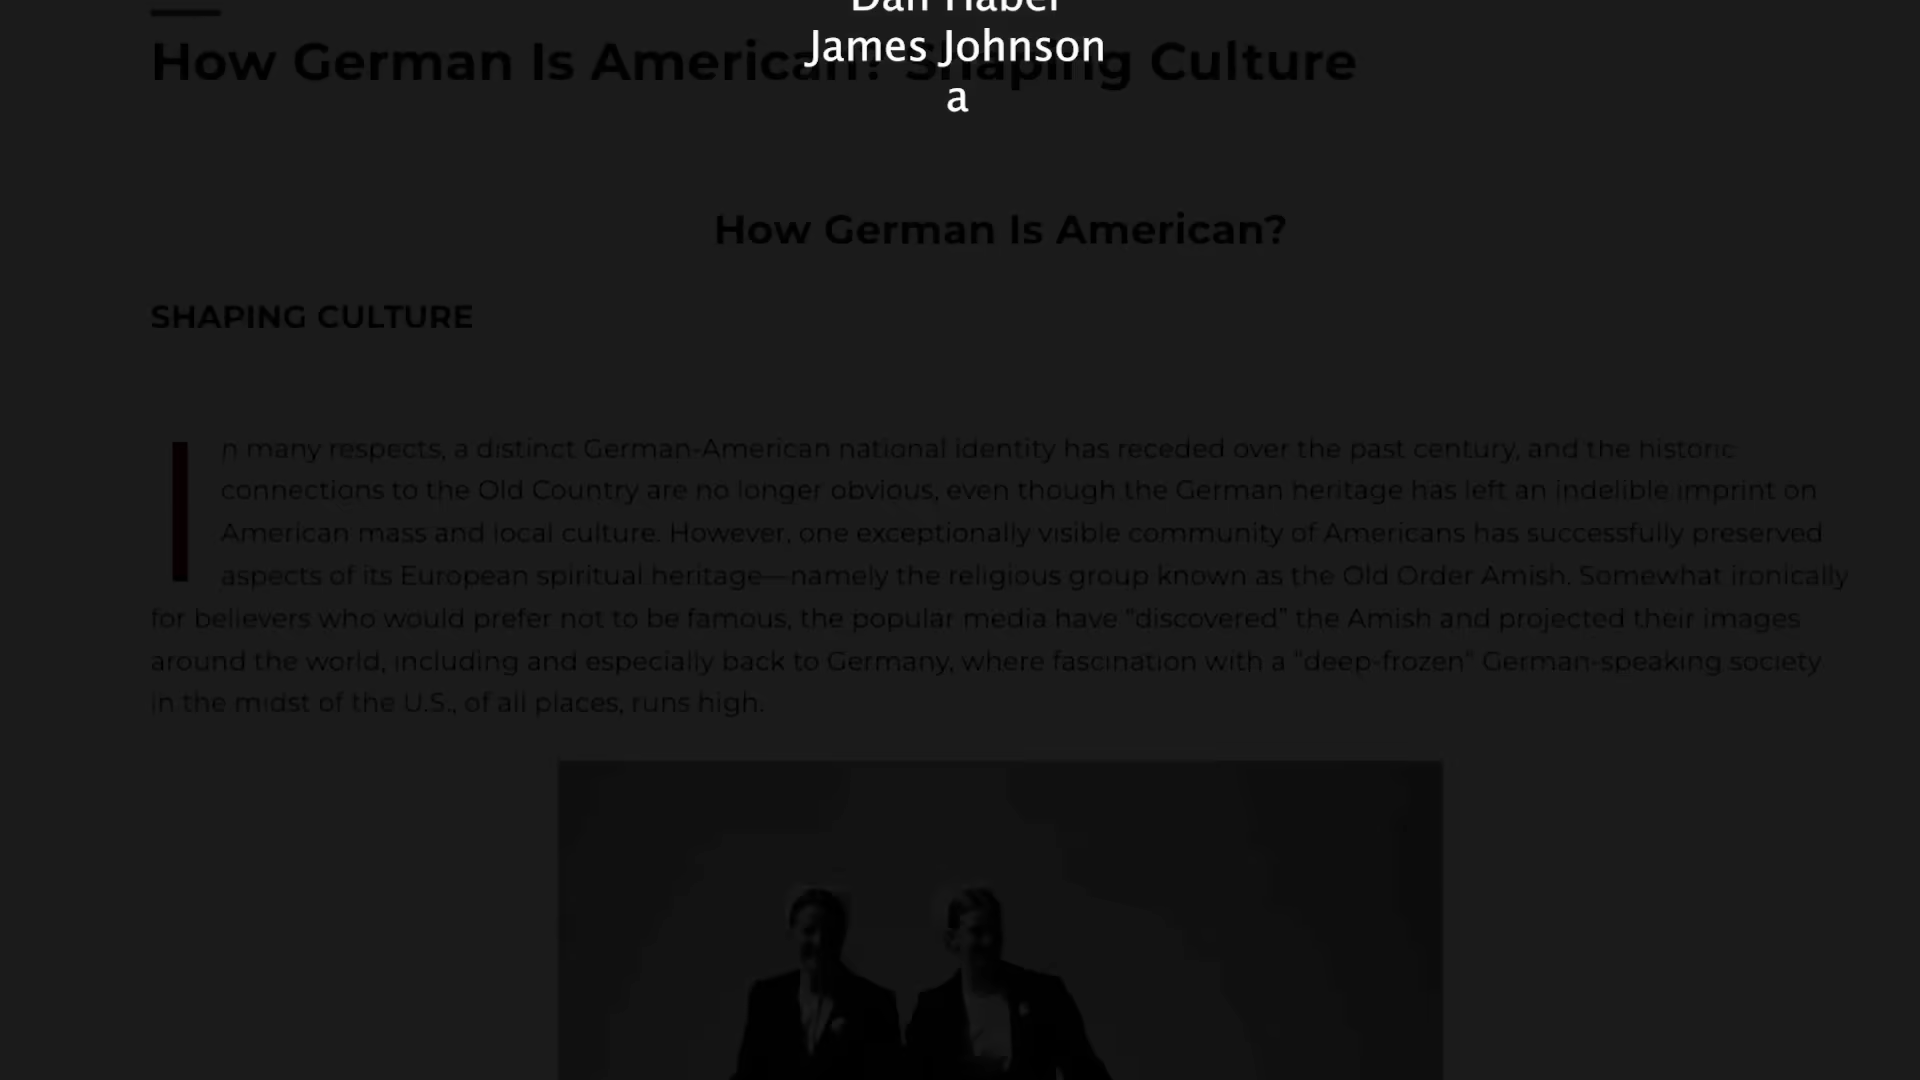 Dan Haber
James Johnson
a
How German Is American? Shaping Culture
How German Is American?
SHAPING CULTURE
In many respects, a distinct German-American national identity has receded over the past century, and the historic
connections to the Old Country are no longer obvious, even though the German heritage has left an indelible imprint on
American mass and local culture. However, one exceptionally visible community of Americans has successfully preserved
aspects of its European spiritual heritage—namely the religious group known as the Old Order Amish. Somewhat ironically
for believers who would prefer not to be famous, the popular media have "discovered" the Amish and projected their images
around the world, including and especially back to Germany, where fascination with a "deep-frozen" German-speaking society
in the midst of the U.S., of all places, runs high.